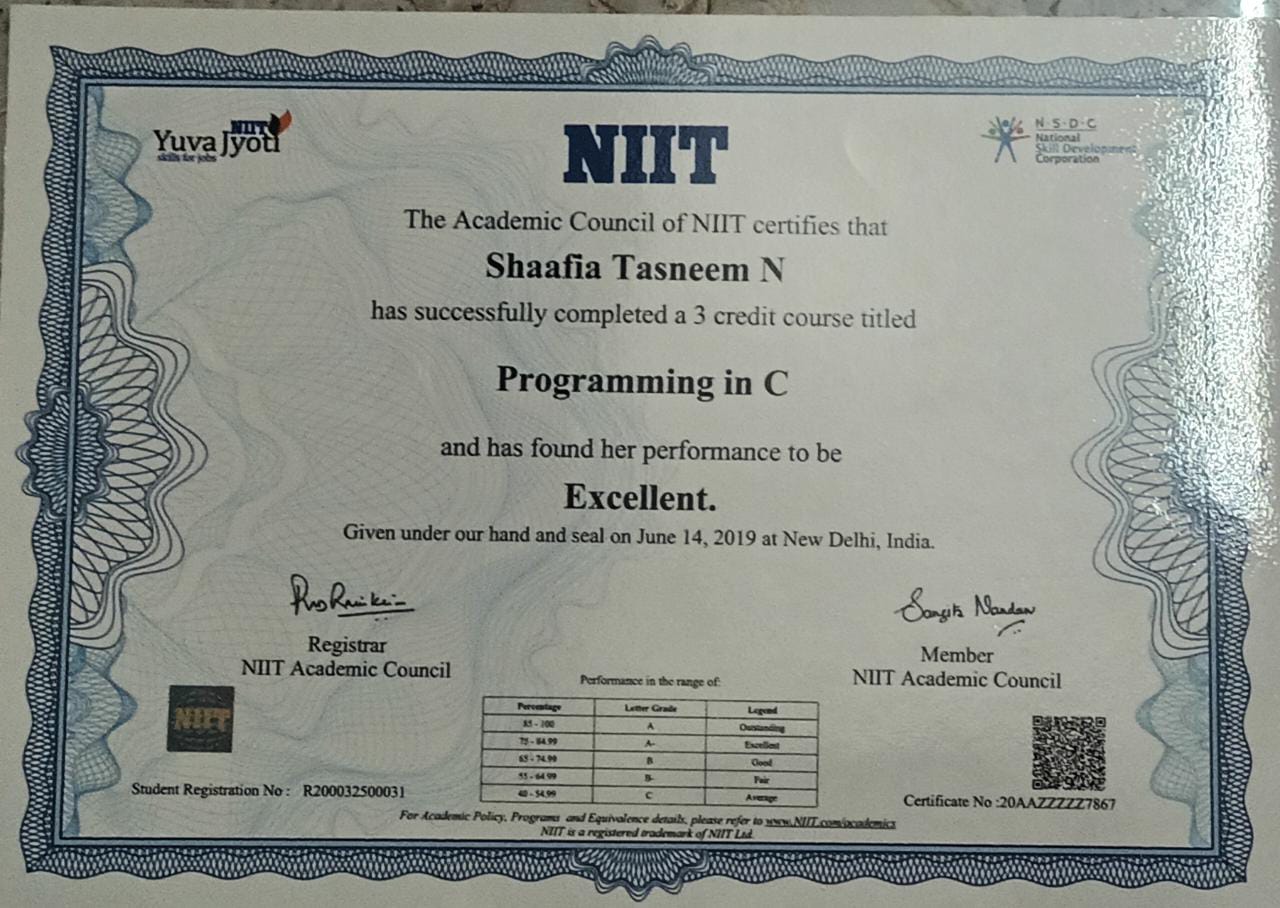 NIIT
Yuva Jyoti
skills for jobs
NIIT
N·S·D·C
National
Skill Development
Corporation
The Academic Council of NIIT certifies that
Shaafia Tasneem N
has successfully completed a 3 credit course titled
Programming in C
and has found her performance to be
Excellent.
Given under our hand and seal on June 14, 2019 at New Delhi, India.
Registrar
NIIT Academic Council
Sangita Nandan
Member
NIIT Academic Council
Performance in the range of:
Percentage Letter Grade Legend
85 - 100 A Outstanding
75 - 84.99 A- Excellent
65 - 74.99 B Good
55 - 64.99 B- Fair
40 - 54.99 C Average
NIIT
Student Registration No : R200032500031
Certificate No :20AAZZZZZ7867
For Academic Policy, Programs and Equivalence details, please refer to www.NIIT.com/academics
NIIT is a registered trademark of NIIT Ltd.